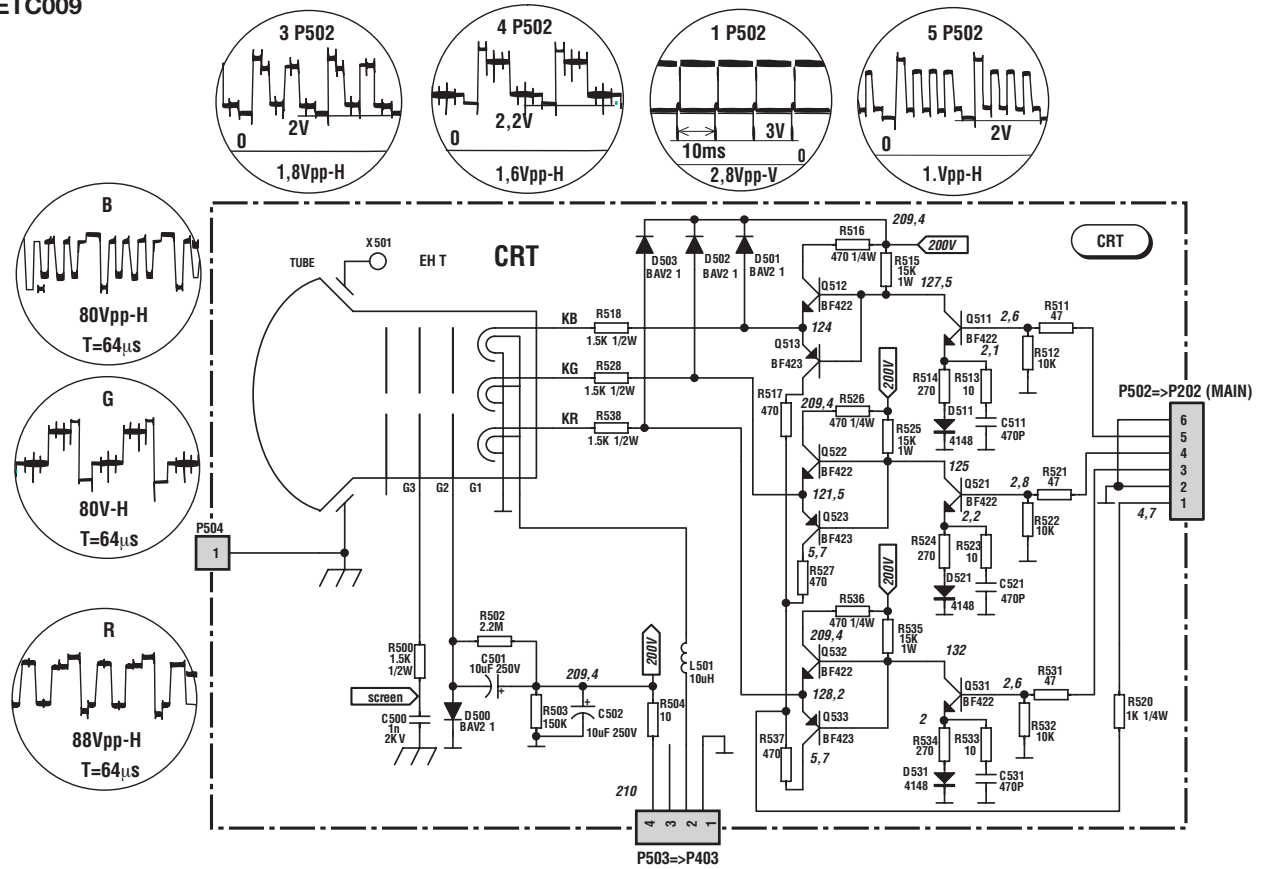 ETC009
3 P502
2V
0
1,8Vpp-H
4 P502
2,2V
0
1,6Vpp-H
1 P502
3V
10ms
0
2,8Vpp-V
5 P502
2V
0
1.Vpp-H
B
80Vpp-H
T=64µs
G
80V-H
T=64µs
R
88Vpp-H
T=64µs
CRT
CRT
TUBE
X501
EH T
D503
BAV2 1
D502
BAV2 1
D501
BAV2 1
R516
470 1/4W
209,4
200V
R515
15K
1W
Q512
BF422
127,5
124
Q513
BF423
Q511
BF422
2,6
2,1
R511
47
R512
10K
R514
270
R513
10
D511
4148
C511
470P
KB
R518
1.5K 1/2W
KG
R528
1.5K 1/2W
KR
R538
1.5K 1/2W
R517
470
200V
209,4
R526
470 1/4W
R525
15K
1W
Q522
BF422
125
121,5
Q523
BF423
5,7
R527
470
Q521
BF422
2,8
2,2
R521
47
R522
10K
R524
270
R523
10
D521
4148
C521
470P
200V
R536
470 1/4W
209,4
R535
15K
1W
Q532
BF422
132
128,2
Q533
BF423
R537
470
5,7
Q531
BF422
2,6
2
R531
47
R532
10K
R534
270
R533
10
D531
4148
C531
470P
R520
1K 1/4W
P502=>P202 (MAIN)
6
5
4
3
2
1
4,7
G3
G2
G1
P504
1
R500
1.5K
1/2W
screen
C500
1n
2K V
R502
2.2M
C501
10uF 250V
+
D500
BAV2 1
209,4
R503
150K
+
C502
10uF 250V
200V
R504
10
L501
10uH
210
4
3
2
1
P503=>P403